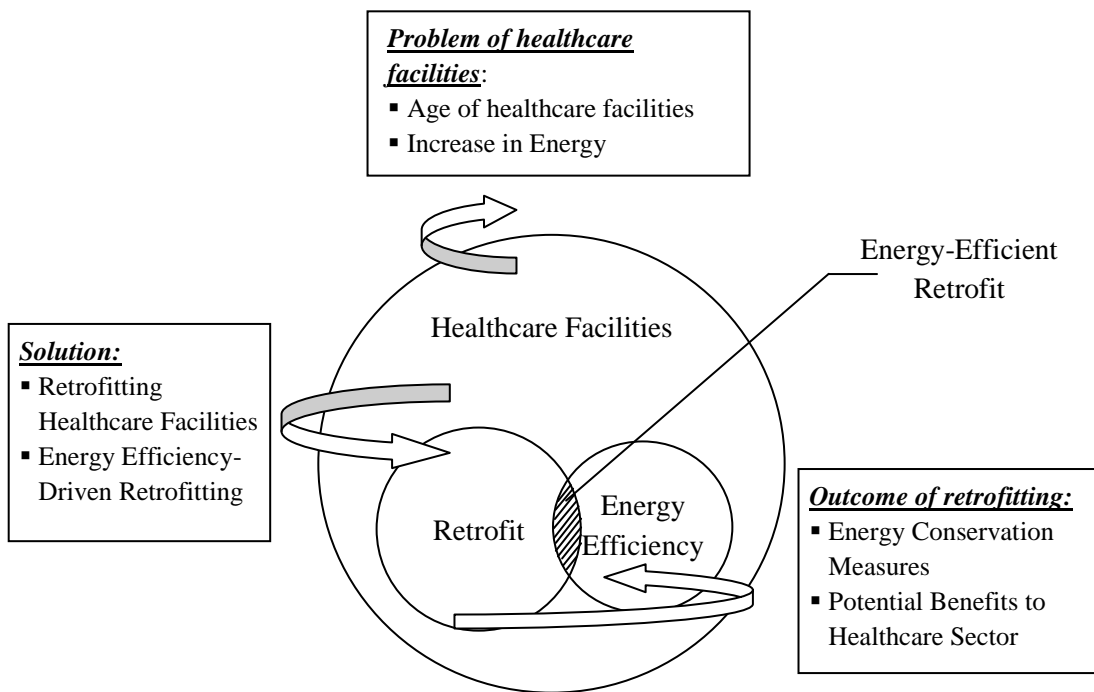 Problem of healthcare
facilities:
▪ Age of healthcare facilities
▪ Increase in Energy
Energy-Efficient
Retrofit
Healthcare Facilities
Solution:
▪ Retrofitting
Healthcare Facilities
▪ Energy Efficiency-
Driven Retrofitting
Retrofit
Energy
Efficiency
Outcome of retrofitting:
▪ Energy Conservation
Measures
▪ Potential Benefits to
Healthcare Sector